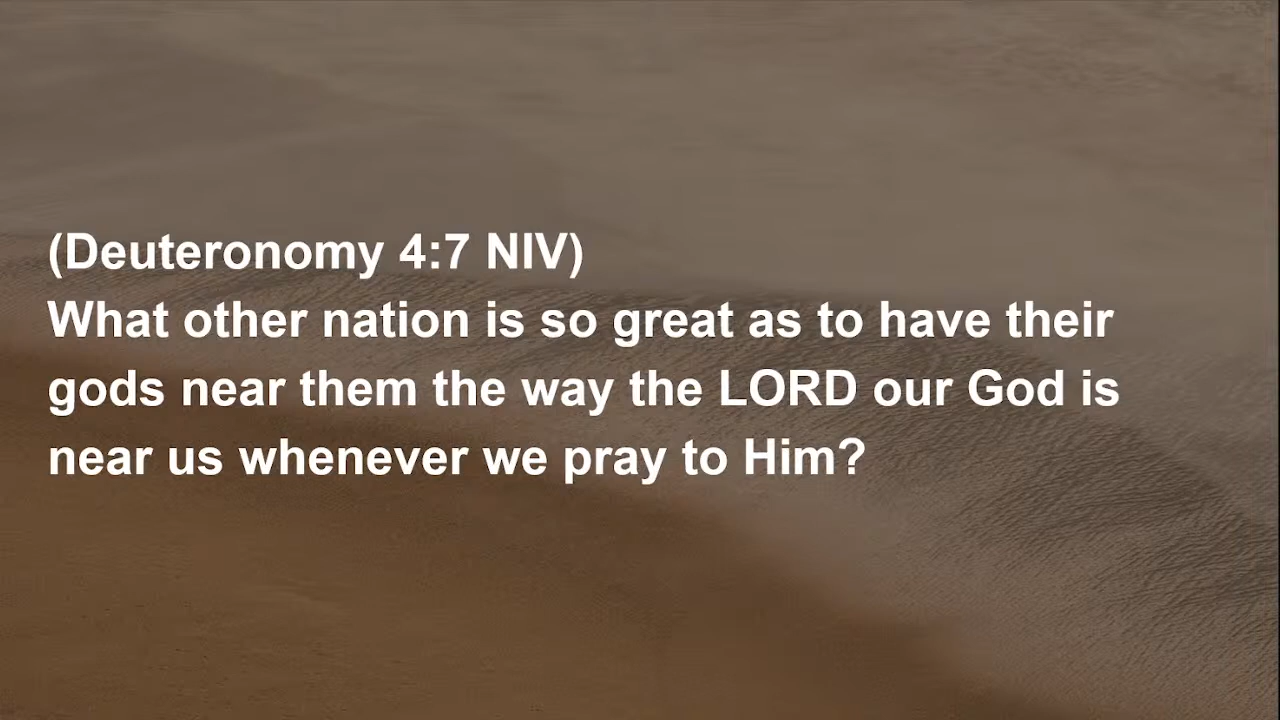 (Deuteronomy 4:7 NIV)
What other nation is so great as to have their
gods near them the way the LORD our God is
near us whenever we pray to Him?